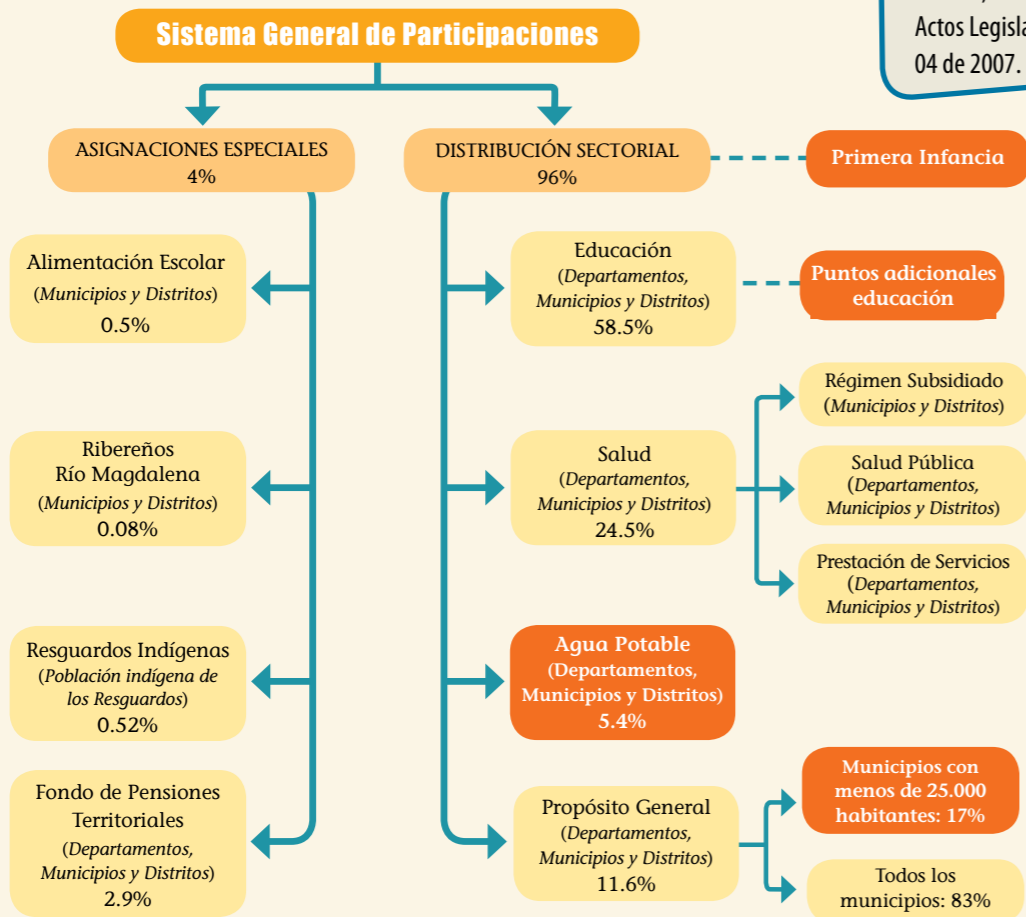 Actos Legisla
04 de 2007.
Sistema General de Participaciones
ASIGNACIONES ESPECIALES
4%
DISTRIBUCIÓN SECTORIAL
96%
Primera Infancia
Alimentación Escolar
(Municipios y Distritos)
0.5%
Educación
(Departamentos,
Municipios y Distritos)
58.5%
Puntos adicionales
educación
Ribereños
Río Magdalena
(Municipios y Distritos)
0.08%
Salud
(Departamentos,
Municipios y Distritos)
24.5%
Régimen Subsidiado
(Municipios y Distritos)
Salud Pública
(Departamentos,
Municipios y Distritos)
Prestación de Servicios
(Departamentos,
Municipios y Distritos)
Resguardos Indígenas
(Población indígena de
los Resguardos)
0.52%
Agua Potable
(Departamentos,
Municipios y Distritos)
5.4%
Fondo de Pensiones
Territoriales
(Departamentos,
Municipios y Distritos)
2.9%
Propósito General
(Departamentos,
Municipios y Distritos)
11.6%
Municipios con
menos de 25.000
habitantes: 17%
Todos los
municipios: 83%